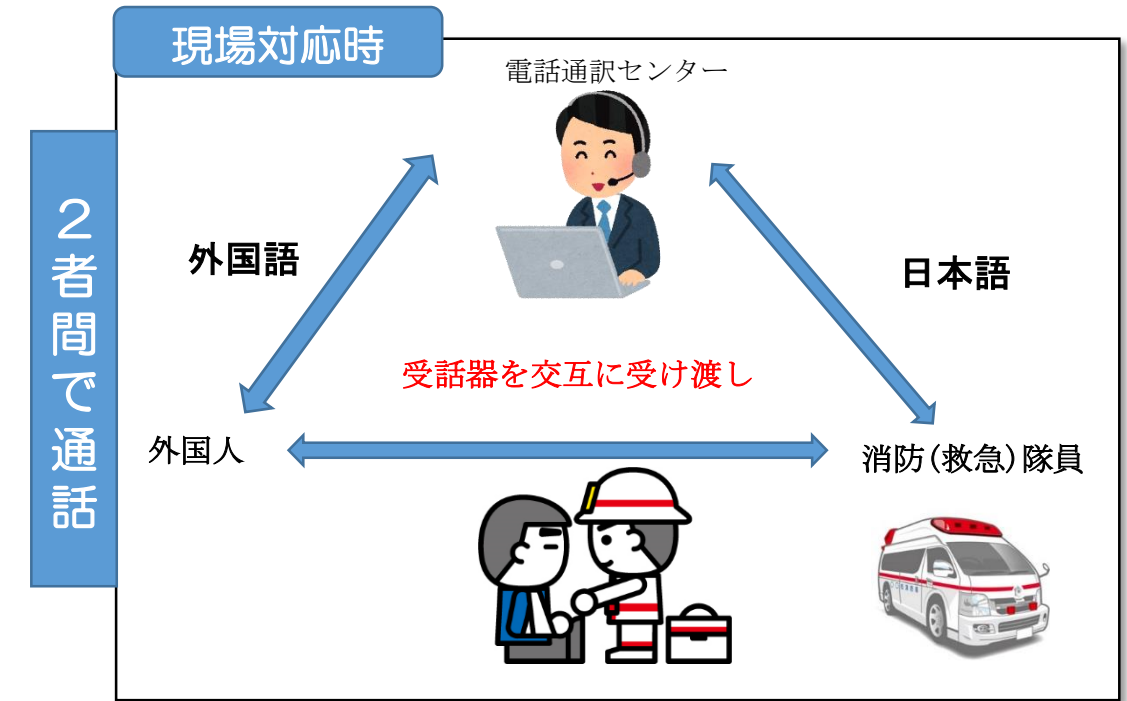 現場対応時
電話通訳センター
２者間で通話
外国語
日本語
受話器を交互に受け渡し
外国人
消防(救急)隊員